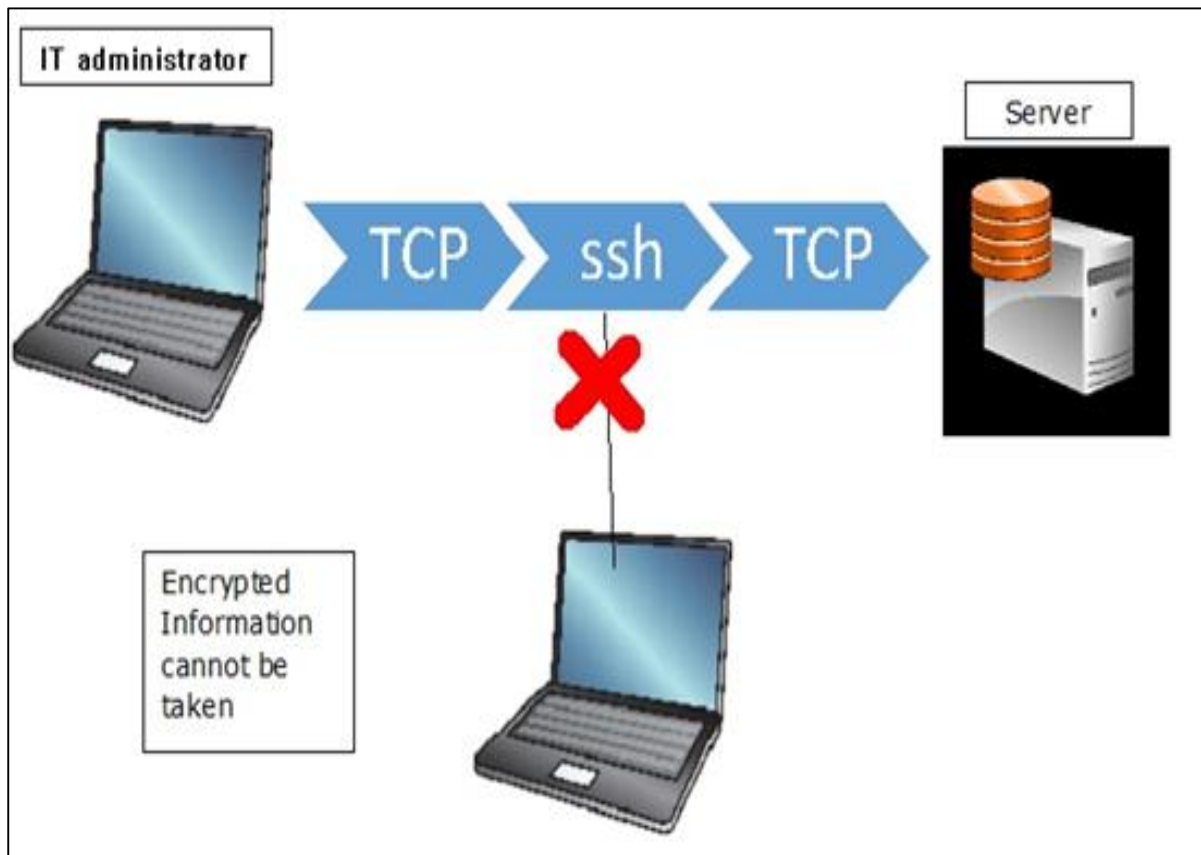 IT administrator
Server
TCP
ssh
TCP
Encrypted
Information
cannot be
taken